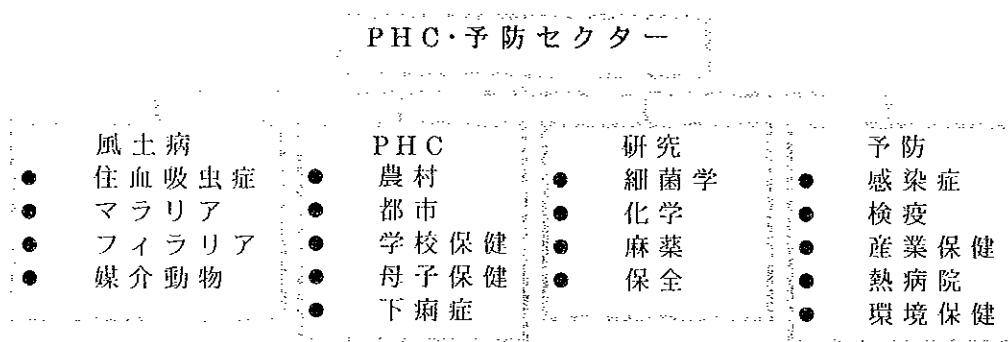 PHC・予防セクター
風土病
● 住血吸虫症
● マラリア
● フィラリア
● 媒介動物
PHC
● 農村
● 都市
● 学校保健
● 母子保健
● 下痢症
研究
● 細菌学
● 化学
● 麻薬
● 保全
予防
● 感染症
● 検疫
● 産業保健
● 熱病院
● 環境保健